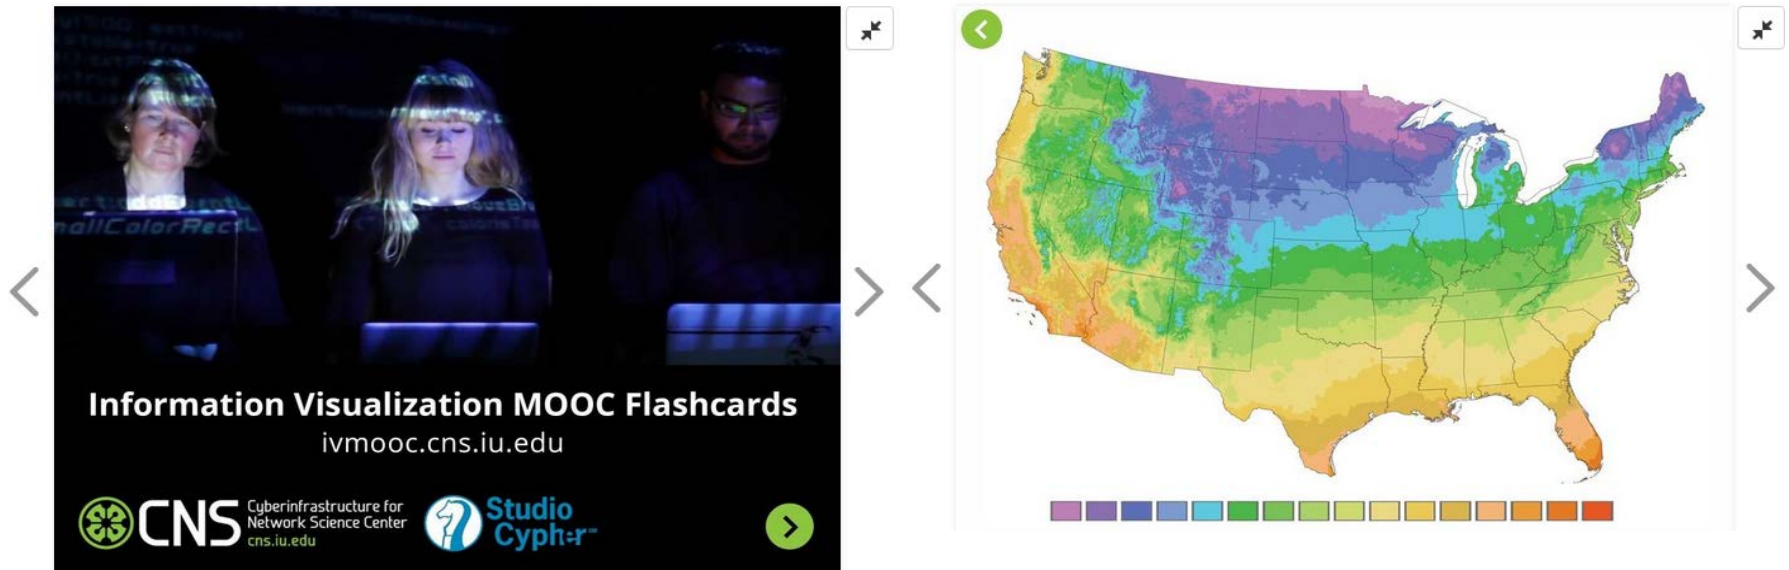 Information Visualization MOOC Flashcards
ivmooc.cns.iu.edu
CNS
Cyberinfrastructure for
Network Science Center
cns.iu.edu
Studio
Cypher